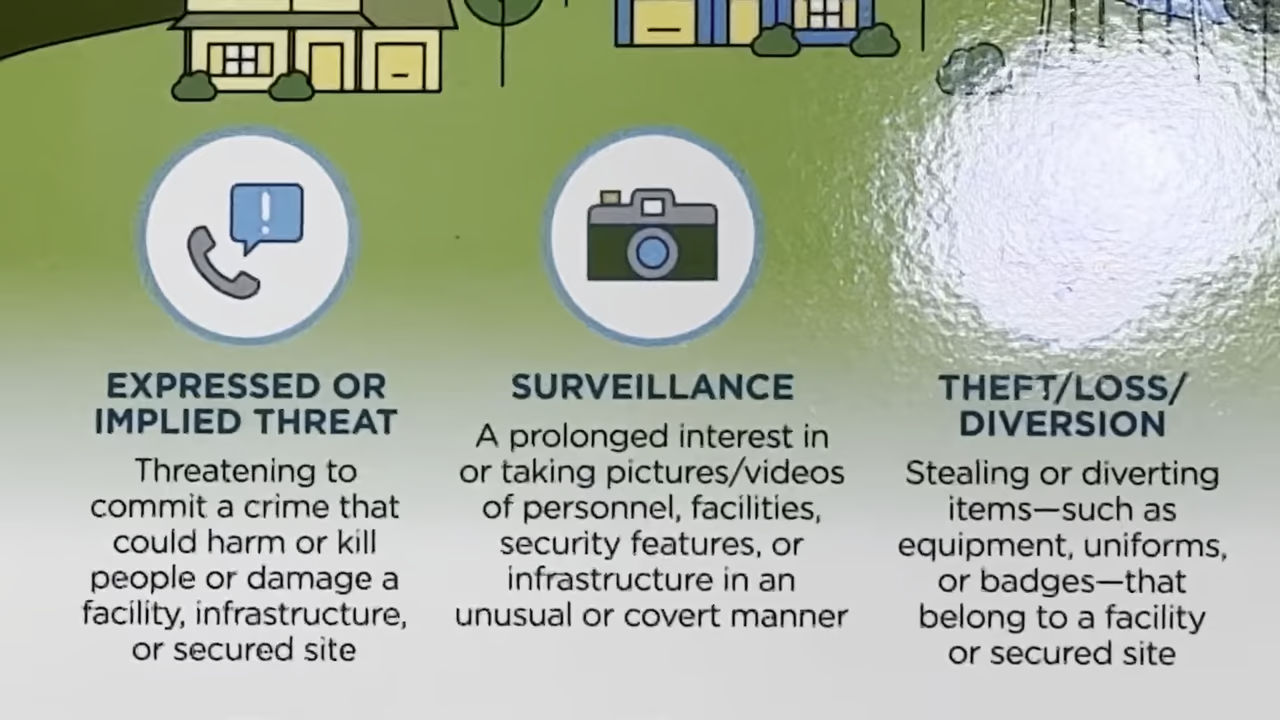 EXPRESSED OR
IMPLIED THREAT
Threatening to
commit a crime that
could harm or kill
people or damage a
facility, infrastructure,
or secured site
SURVEILLANCE
A prolonged interest in
or taking pictures/videos
of personnel, facilities,
security features, or
infrastructure in an
unusual or covert manner
THEFT/LOSS/
DIVERSION
Stealing or diverting
items—such as
equipment, uniforms,
or badges—that
belong to a facility
or secured site